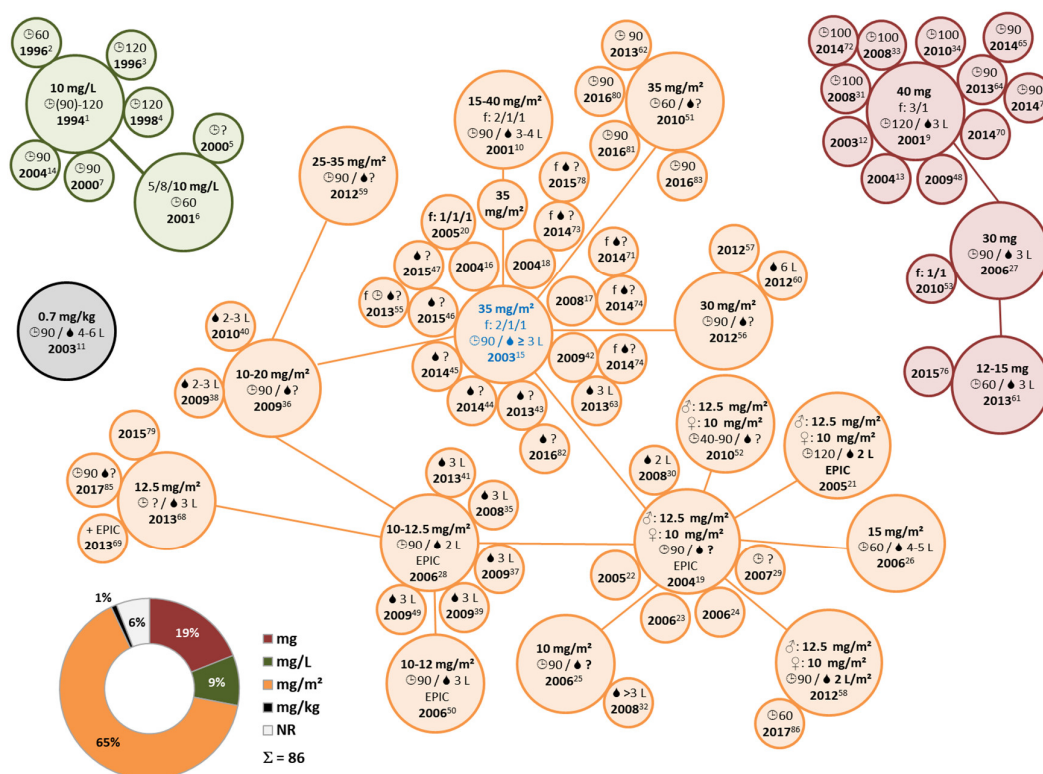 🕒60
1996²
🕒120
1996³
10 mg/L
🕒(90)-120
1994¹
🕒120
1998⁴
🕒90
2004¹⁴
🕒90
2000⁷
🕒?
2000⁵
5/8/10 mg/L
🕒60
2001⁶
0.7 mg/kg
🕒90 / 💧 4-6 L
2003¹¹
25-35 mg/m²
🕒90 / 💧?
2012⁵⁹
15-40 mg/m²
f: 2/1/1
🕒90 / 💧 3-4 L
2001¹⁰
35
mg/m²
🕒 90
2013⁶²
🕒90
2016⁸⁰
🕒90
2016⁸¹
35 mg/m²
🕒60 / 💧?
2010⁵¹
🕒90
2016⁸³
f 💧 ?
2015⁷⁸
f 💧 ?
2014⁷³
f: 1/1/1
2005²⁰
2004¹⁶
2004¹⁸
f 💧 ?
2014⁷¹
💧 ?
2015⁴⁷
f 🕒 💧?
2013⁵⁵
💧 ?
2015⁴⁶
35 mg/m²
f: 2/1/1
🕒90 / 💧 ≥ 3 L
2003¹⁵
2008¹⁷
f 💧 ?
2014⁷⁴
2009⁴²
f 💧 ?
2014⁷⁴
💧 ?
2014⁴⁵
💧 ?
2014⁴⁴
💧 ?
2013⁴³
💧 3 L
2013⁶³
💧 ?
2016⁸²
2012⁵⁷
💧 6 L
2012⁶⁰
30 mg/m²
🕒90 / 💧?
2012⁵⁶
💧 2-3 L
2010⁴⁰
💧 2-3 L
2009³⁸
10-20 mg/m²
🕒90 / 💧?
2009³⁶
2015⁷⁹
🕒90 💧?
2017⁸⁵
+ EPIC
2013⁶⁹
12.5 mg/m²
🕒 ? / 💧 3 L
2013⁶⁸
💧 3 L
2013⁴¹
💧 3 L
2008³⁵
10-12.5 mg/m²
🕒90 / 💧 2 L
EPIC
2006²⁸
💧 3 L
2009³⁷
💧 3 L
2009⁴⁹
💧 3 L
2009³⁹
10-12 mg/m²
🕒90 / 💧 3 L
EPIC
2006⁵⁰
💧 2 L
2008³⁰
♂: 12.5 mg/m²
♀: 10 mg/m²
🕒40-90 / 💧 ?
2010⁵²
♂: 12.5 mg/m²
♀: 10 mg/m²
🕒120/ 💧 2 L
EPIC
2005²¹
♂: 12.5 mg/m²
♀: 10 mg/m²
🕒90 / 💧 ?
EPIC
2004¹⁹
15 mg/m²
🕒60 / 💧 4-5 L
2006²⁶
🕒 ?
2007²⁹
2005²²
2006²³
2006²⁴
10 mg/m²
🕒90 / 💧 ?
2006²⁵
💧 >3 L
2008³²
♂: 12.5 mg/m²
♀: 10 mg/m²
🕒90 / 💧 2 L/m²
2012⁵⁸
🕒60
2017⁸⁶
🕒100
2014⁷²
🕒100
2008³³
🕒100
2010³⁴
🕒90
2014⁶⁵
🕒100
2008³¹
40 mg
f: 3/1
🕒120 / 💧3 L
2001⁹
🕒90
2013⁶⁴
🕒90
2003¹²
2014⁷⁰
2004¹³
2009⁴⁸
30 mg
🕒90 / 💧 3 L
2006²⁷
f: 1/1
2010⁵³
2015⁷⁶
12-15 mg
🕒60 / 💧 3 L
2013⁶¹
1%
6%
19%
9%
65%
mg
mg/L
mg/m²
mg/kg
NR
Σ = 86